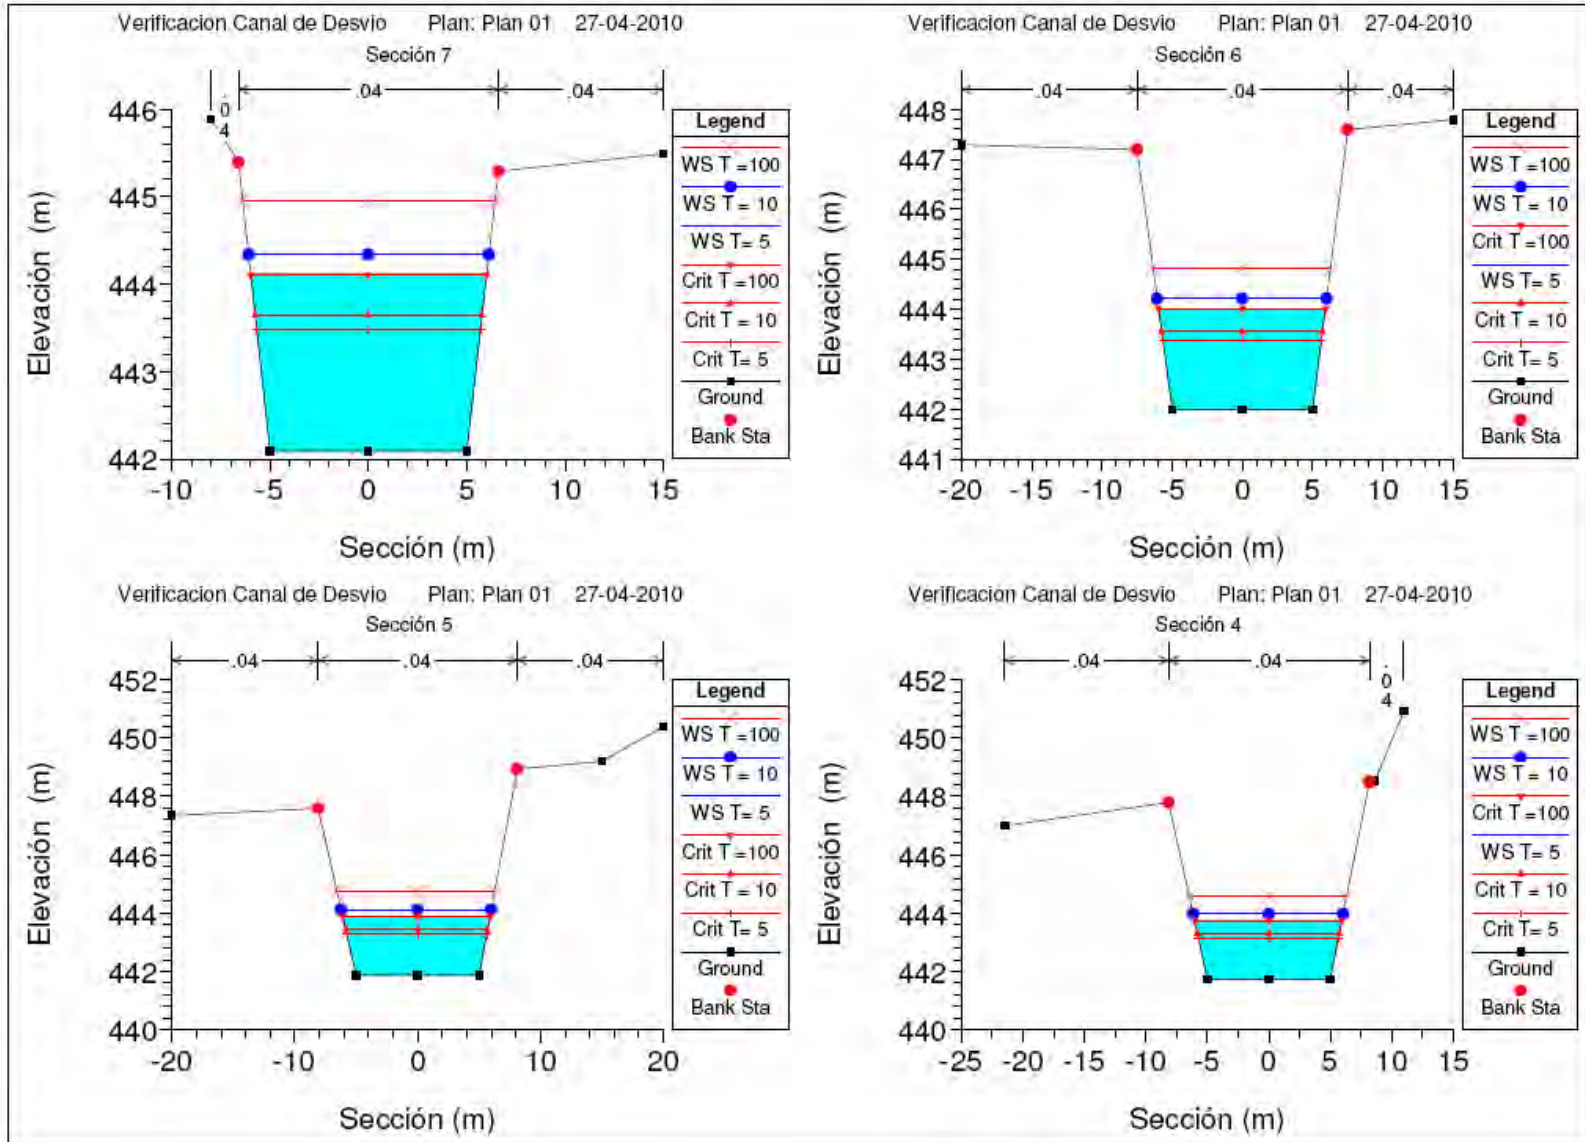 Verificacion Canal de Desvio Plan: Plan 01 27-04-2010
Sección 7
.04 .04 .04
446
445
444
443
442
-10 -5 0 5 10 15
Elevación (m)
Sección (m)
Legend
WS T =100
WS T = 10
WS T= 5
Crit T =100
Crit T = 10
Crit T= 5
Ground
Bank Sta
Verificacion Canal de Desvio Plan: Plan 01 27-04-2010
Sección 6
.04 .04 .04
448
447
446
445
444
443
442
441
-20 -15 -10 -5 0 5 10 15
Elevación (m)
Sección (m)
Legend
WS T =100
WS T = 10
Crit T =100
WS T= 5
Crit T = 10
Crit T= 5
Ground
Bank Sta
Verificacion Canal de Desvio Plan: Plan 01 27-04-2010
Sección 5
.04 .04 .04
452
450
448
446
444
442
440
-20 -10 0 10 20
Elevación (m)
Sección (m)
Legend
WS T =100
WS T = 10
WS T= 5
Crit T =100
Crit T = 10
Crit T= 5
Ground
Bank Sta
Verificacion Canal de Desvio Plan: Plan 01 27-04-2010
Sección 4
.04 .04 .04
452
450
448
446
444
442
440
-25 -20 -15 -10 -5 0 5 10 15
Elevación (m)
Sección (m)
Legend
WS T =100
WS T = 10
Crit T =100
WS T= 5
Crit T = 10
Crit T= 5
Ground
Bank Sta